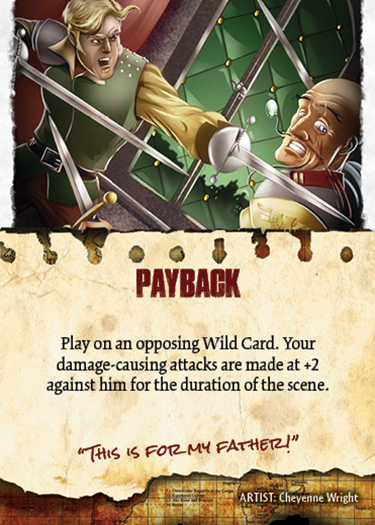 PAYBACK
Play on an opposing Wild Card. Your
damage-causing attacks are made at +2
against him for the duration of the scene.
"This is for my father!"
ARTIST: Cheyenne Wright